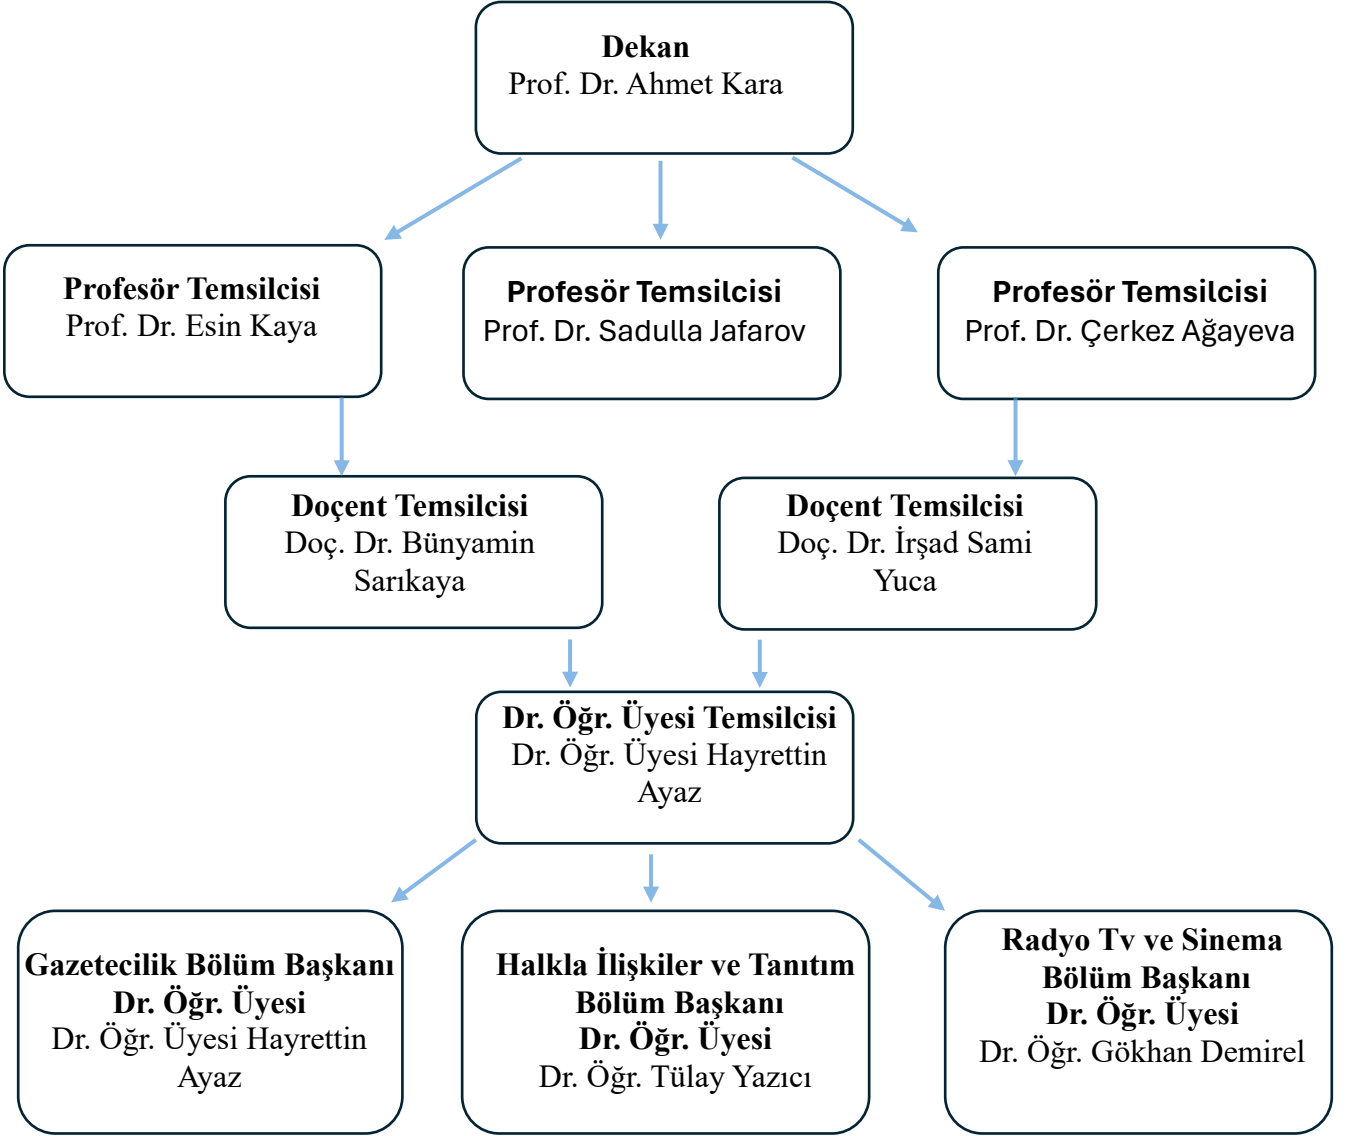 Dekan
Prof. Dr. Ahmet Kara
Profesör Temsilcisi
Prof. Dr. Esin Kaya
Profesör Temsilcisi
Prof. Dr. Sadulla Jafarov
Profesör Temsilcisi
Prof. Dr. Çerkez Ağayeva
Doçent Temsilcisi
Doç. Dr. Bünyamin
Sarıkaya
Doçent Temsilcisi
Doç. Dr. İrşad Sami
Yuca
Dr. Öğr. Üyesi Temsilcisi
Dr. Öğr. Üyesi Hayrettin
Ayaz
Gazetecilik Bölüm Başkanı
Dr. Öğr. Üyesi
Dr. Öğr. Üyesi Hayrettin
Ayaz
Halkla İlişkiler ve Tanıtım
Bölüm Başkanı
Dr. Öğr. Üyesi
Dr. Öğr. Tülay Yazıcı
Radyo Tv ve Sinema
Bölüm Başkanı
Dr. Öğr. Üyesi
Dr. Öğr. Gökhan Demirel